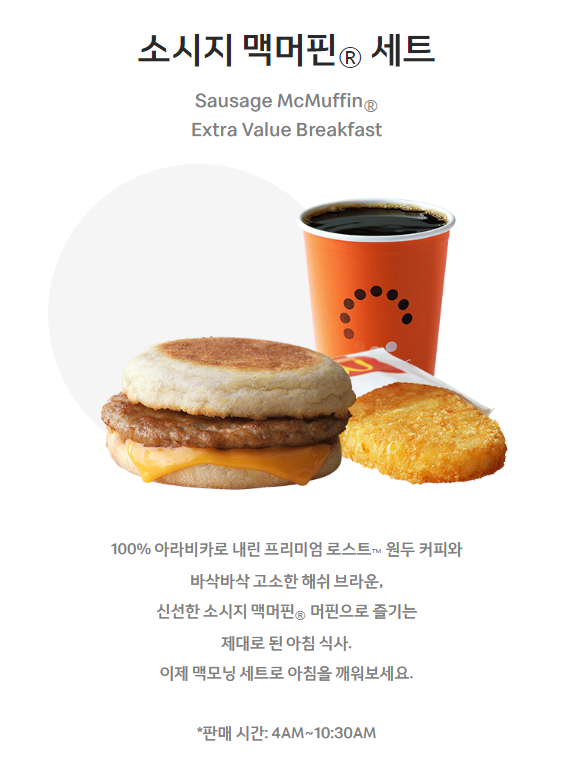 소시지 맥머핀® 세트
Sausage McMuffin®
Extra Value Breakfast
100% 아라비카로 내린 프리미엄 로스트™ 원두 커피와
바삭바삭 고소한 해쉬 브라운,
신선한 소시지 맥머핀® 머핀으로 즐기는
제대로 된 아침 식사.
이제 맥모닝 세트로 아침을 깨워보세요.
*판매 시간: 4AM~10:30AM